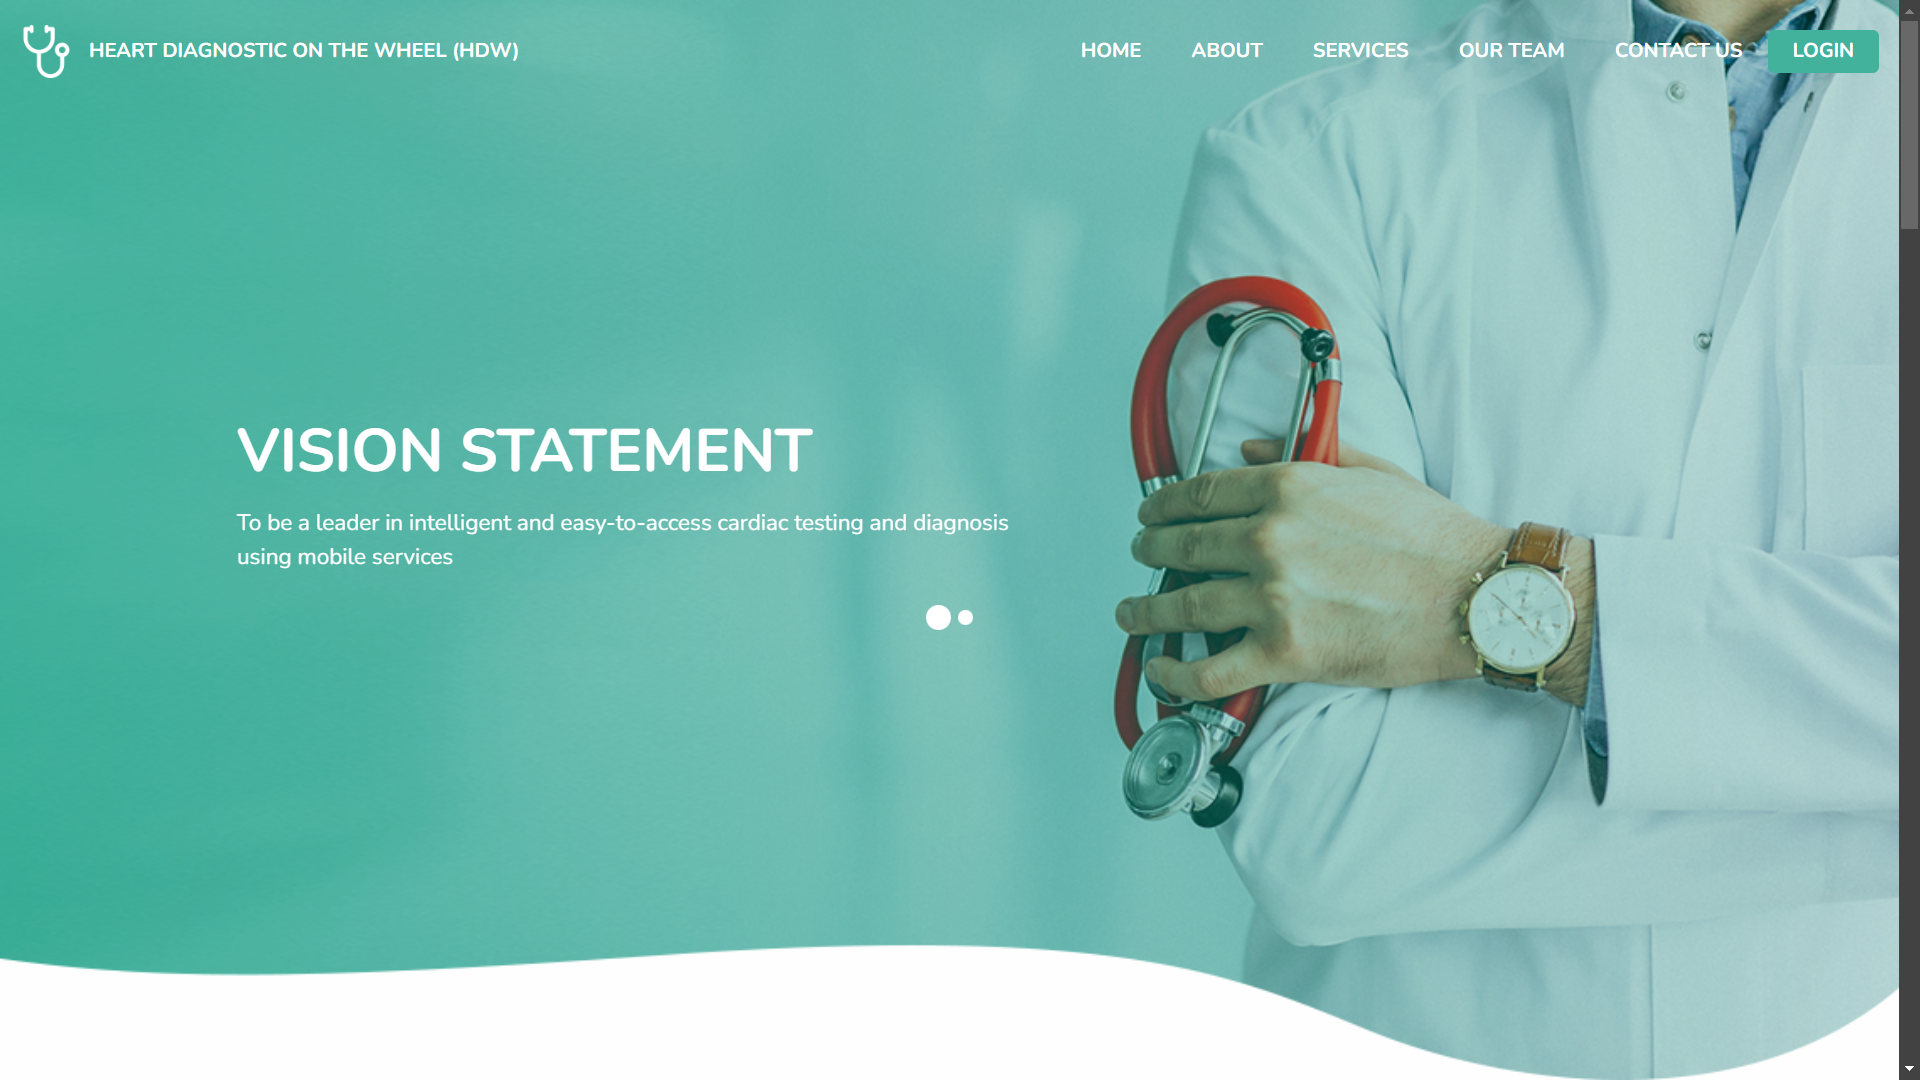 HEART DIAGNOSTIC ON THE WHEEL (HDW)
HOME ABOUT SERVICES OUR TEAM CONTACT US LOGIN
VISION STATEMENT
To be a leader in intelligent and easy-to-access cardiac testing and diagnosis
using mobile services